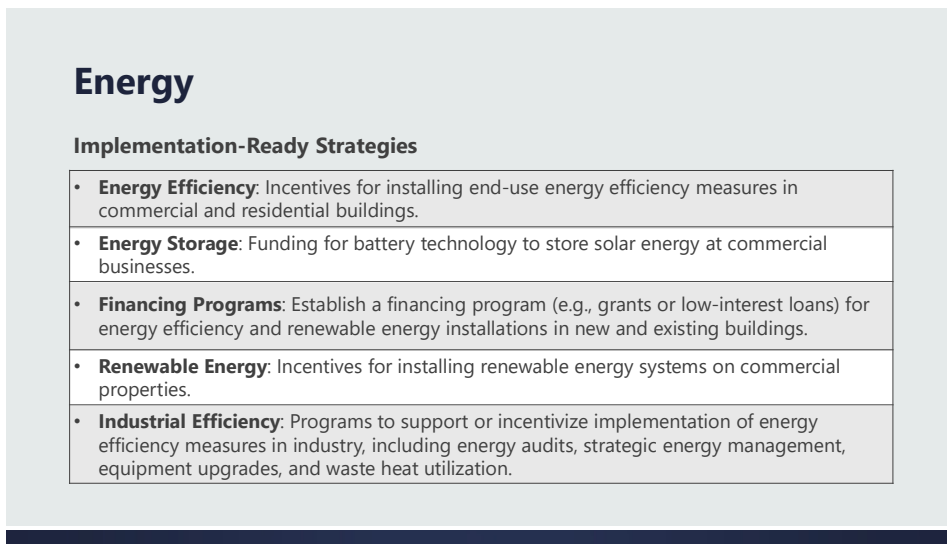 Energy
Implementation-Ready Strategies
• Energy Efficiency: Incentives for installing end-use energy efficiency measures in
commercial and residential buildings.
• Energy Storage: Funding for battery technology to store solar energy at commercial
businesses.
• Financing Programs: Establish a financing program (e.g., grants or low-interest loans) for
energy efficiency and renewable energy installations in new and existing buildings.
• Renewable Energy: Incentives for installing renewable energy systems on commercial
properties.
• Industrial Efficiency: Programs to support or incentivize implementation of energy
efficiency measures in industry, including energy audits, strategic energy management,
equipment upgrades, and waste heat utilization.